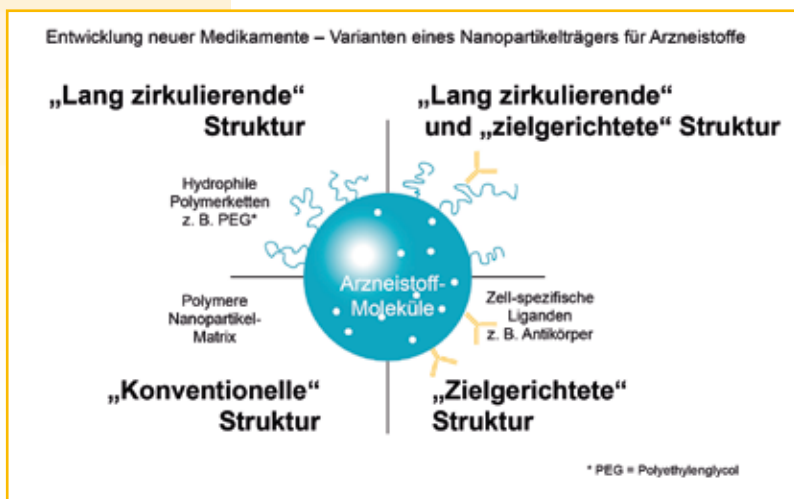 Entwicklung neuer Medikamente – Varianten eines Nanopartikelträgers für Arzneistoffe
„Lang zirkulierende“
Struktur
„Lang zirkulierende“
und „zielgerichtete“ Struktur
Hydrophile
Polymerketten
z. B. PEG*
Arzneistoff-
Moleküle
Polymere
Nanopartikel-
Matrix
Zell-spezifische
Liganden
z. B. Antikörper
„Konventionelle“
Struktur
„Zielgerichtete“
Struktur
* PEG = Polyethylenglycol